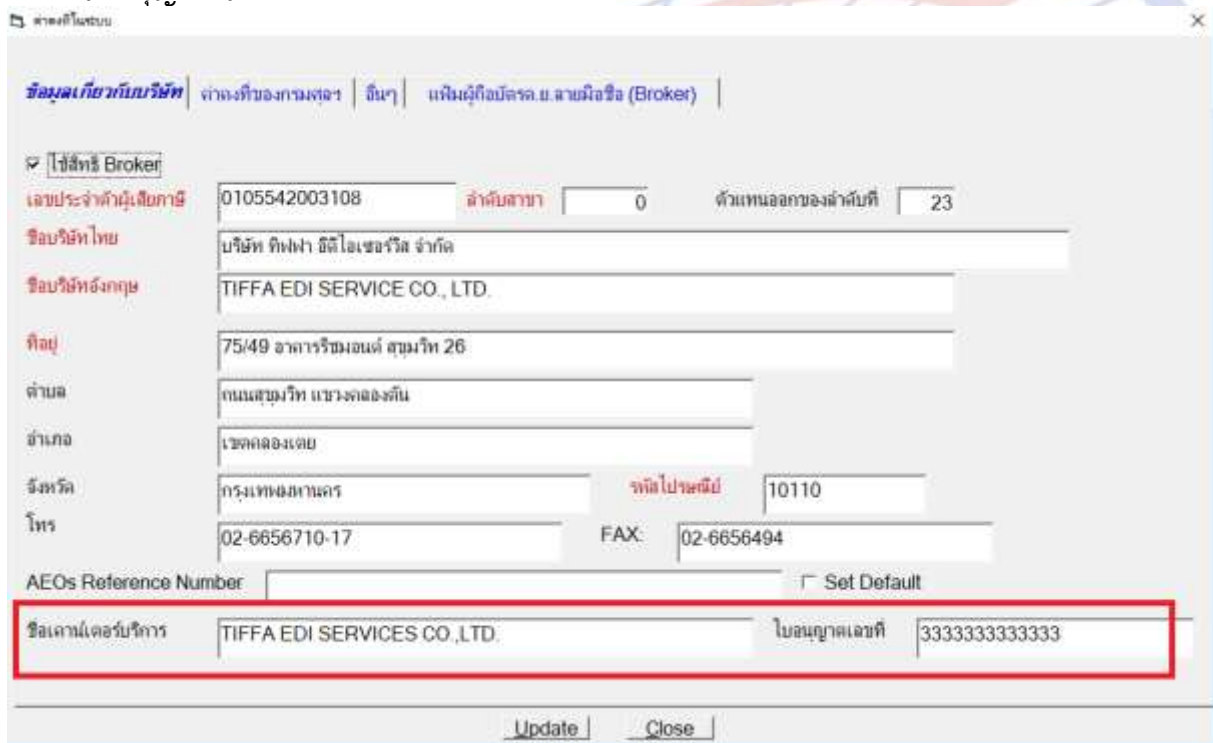 ค่าคงที่ในระบบ
ข้อมูลเกี่ยวกับบริษัท ค่าคงที่ของกรมศุลฯ อื่นๆ แฟ้มผู้ถือบัตรด.ย.ลายมือชื่อ (Broker)
ใช้สิทธิ Broker
เลขประจำตัวผู้เสียภาษี 0105542003108 ลำดับสาขา 0 ตัวแทนออกของลำดับที่ 23
ชื่อบริษัทไทย บริษัท ทิฟฟา อีดีไอเซอร์วิส จำกัด
ชื่อบริษัทอังกฤษ TIFFA EDI SERVICE CO., LTD.
ที่อยู่ 75/49 อาคารริชมอนด์ สุขุมวิท 26
ตำบล ถนนสุขุมวิท แขวงคลองตัน
อำเภอ เขตคลองเตย
จังหวัด กรุงเทพมหานคร รหัสไปรษณีย์ 10110
โทร 02-6656710-17 FAX: 02-6656494
AEOs Reference Number Set Default
ชื่อเคาน์เตอร์บริการ TIFFA EDI SERVICES CO.,LTD. ใบอนุญาตเลขที่ 3333333333333
Update Close